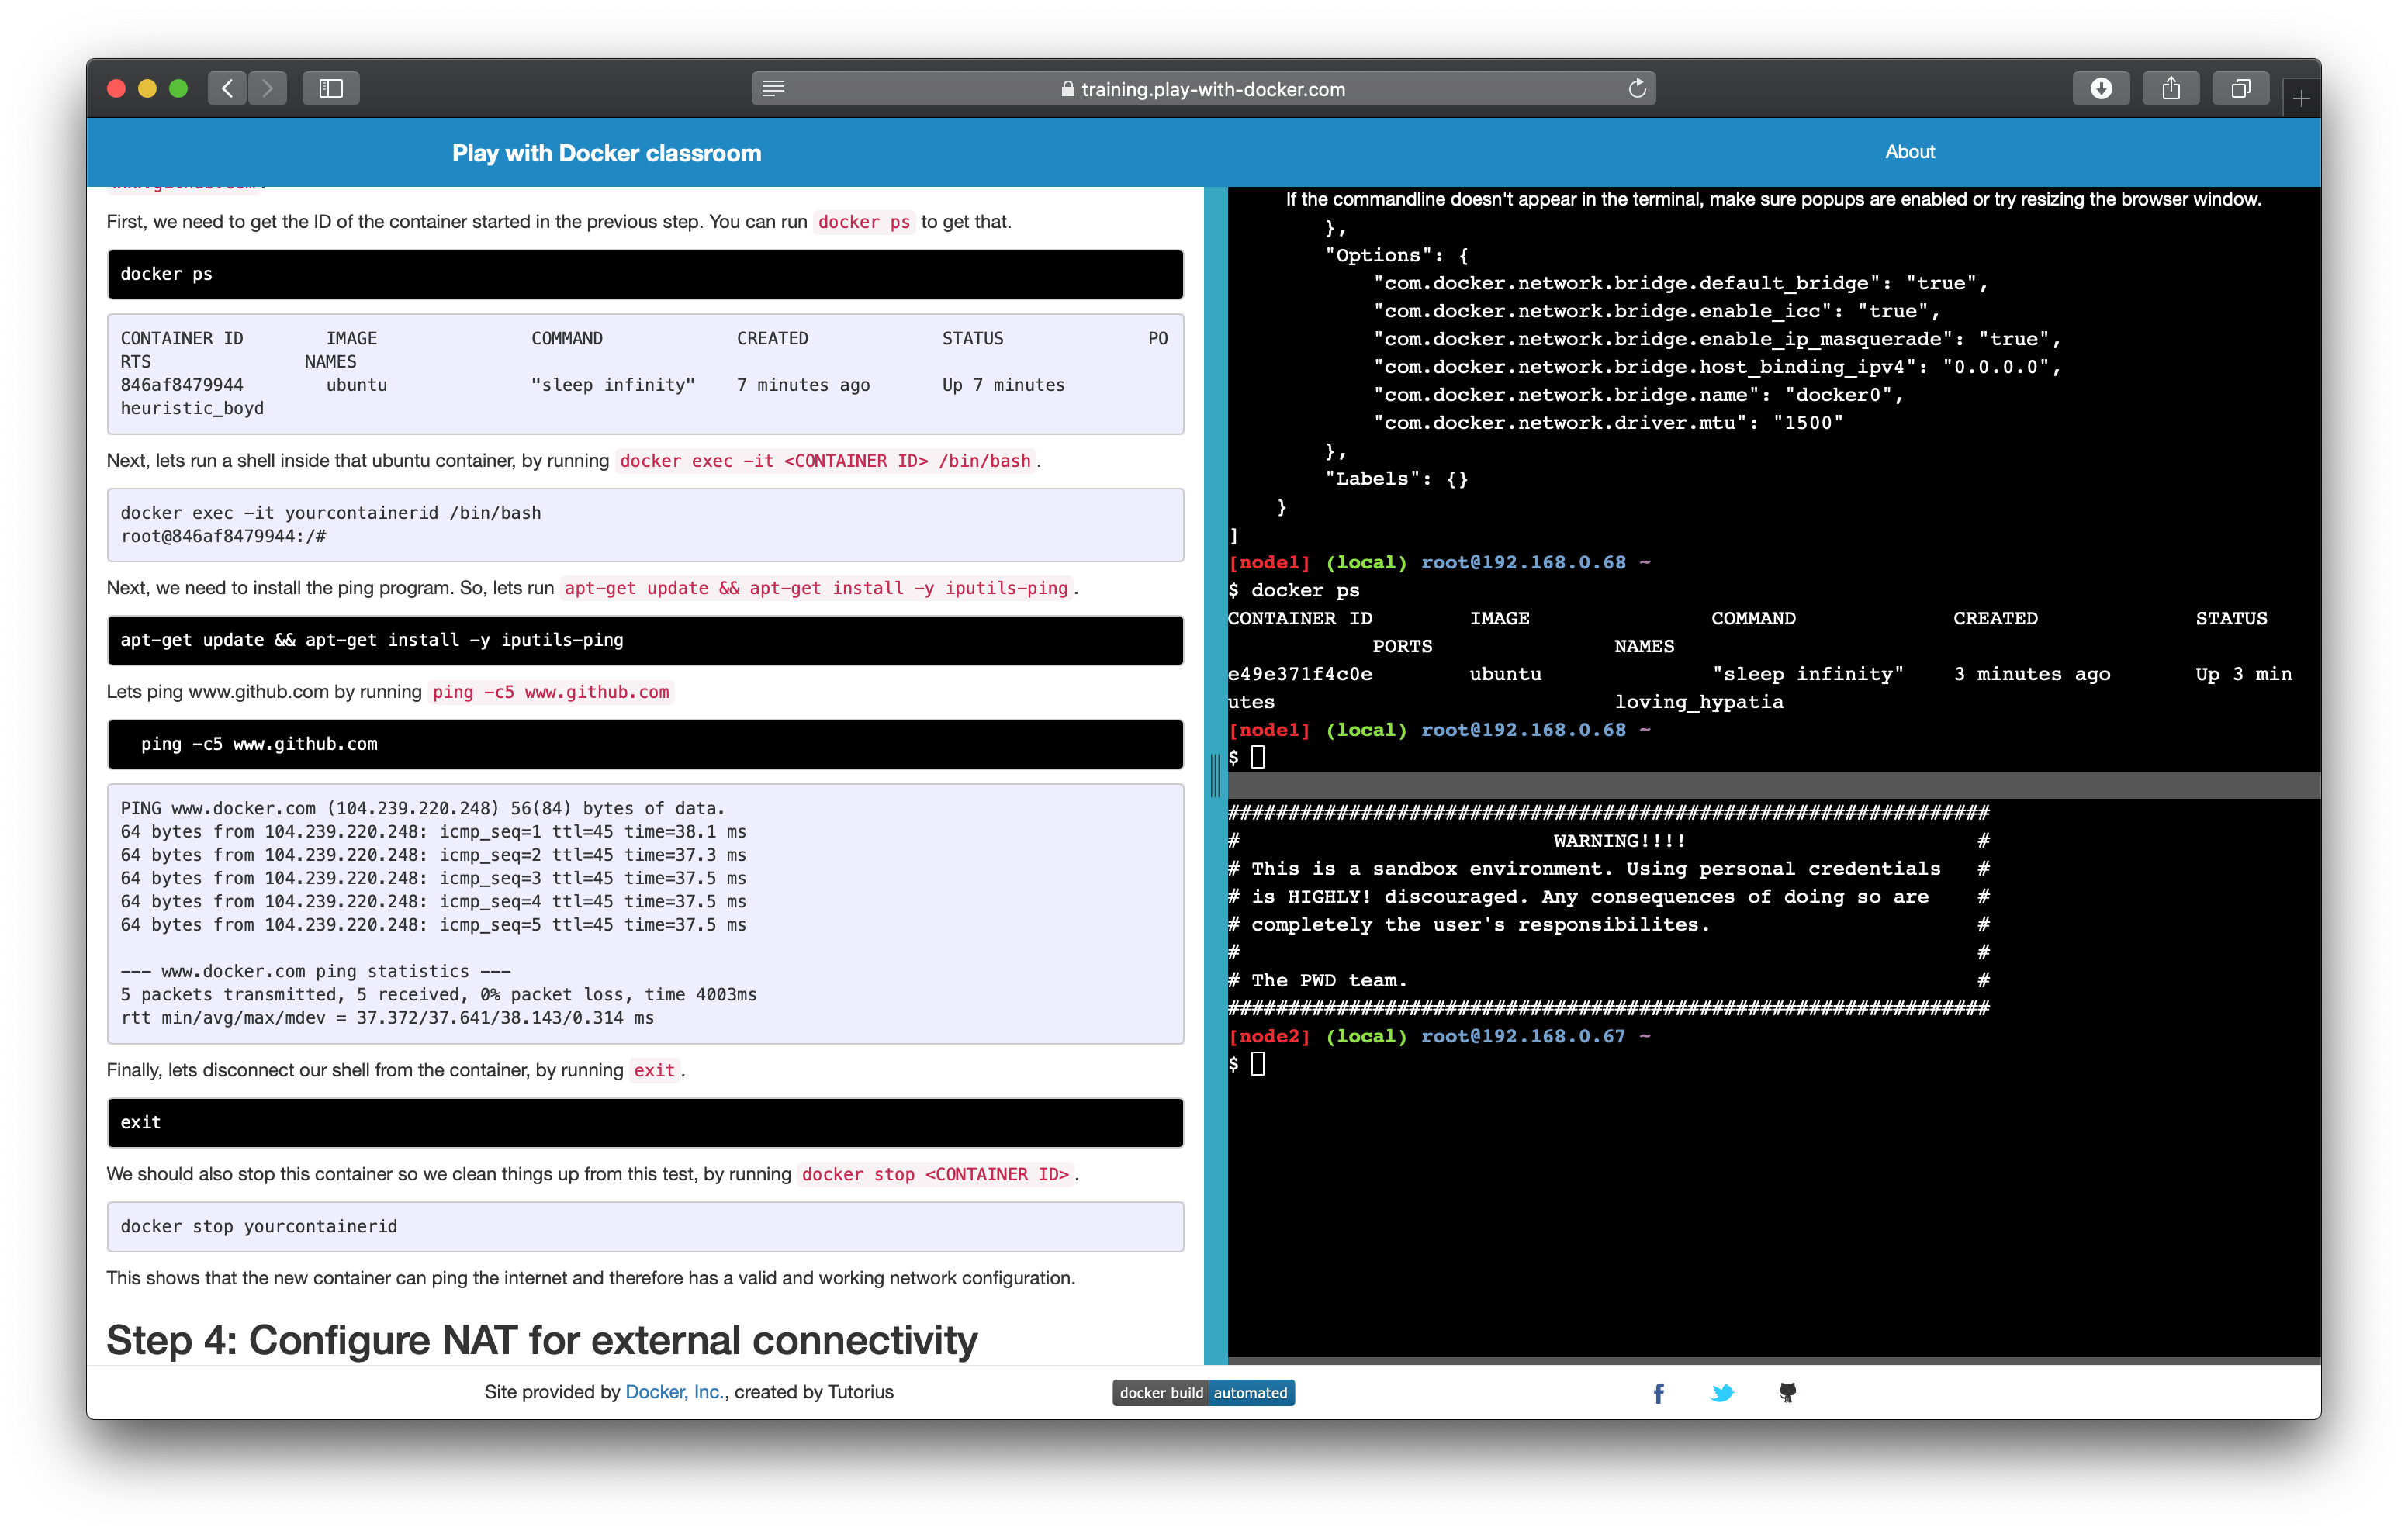 training.play-with-docker.com
Play with Docker classroom
About
First, we need to get the ID of the container started in the previous step. You can run docker ps to get that.
docker ps
CONTAINER ID        IMAGE               COMMAND             CREATED             STATUS              PO
RTS               NAMES
846af8479944        ubuntu              "sleep infinity"    7 minutes ago       Up 7 minutes
heuristic_boyd
Next, lets run a shell inside that ubuntu container, by running docker exec -it <CONTAINER ID> /bin/bash.
docker exec -it yourcontainerid /bin/bash
root@846af8479944:/#
Next, we need to install the ping program. So, lets run apt-get update && apt-get install -y iputils-ping.
apt-get update && apt-get install -y iputils-ping
Lets ping www.github.com by running ping -c5 www.github.com
ping -c5 www.github.com
PING www.docker.com (104.239.220.248) 56(84) bytes of data.
64 bytes from 104.239.220.248: icmp_seq=1 ttl=45 time=38.1 ms
64 bytes from 104.239.220.248: icmp_seq=2 ttl=45 time=37.3 ms
64 bytes from 104.239.220.248: icmp_seq=3 ttl=45 time=37.5 ms
64 bytes from 104.239.220.248: icmp_seq=4 ttl=45 time=37.5 ms
64 bytes from 104.239.220.248: icmp_seq=5 ttl=45 time=37.5 ms
--- www.docker.com ping statistics ---
5 packets transmitted, 5 received, 0% packet loss, time 4003ms
rtt min/avg/max/mdev = 37.372/37.641/38.143/0.314 ms
Finally, lets disconnect our shell from the container, by running exit.
exit
We should also stop this container so we clean things up from this test, by running docker stop <CONTAINER ID>.
docker stop yourcontainerid
This shows that the new container can ping the internet and therefore has a valid and working network configuration.
Step 4: Configure NAT for external connectivity
If the commandline doesn't appear in the terminal, make sure popups are enabled or try resizing the browser window.
},
"Options": {
"com.docker.network.bridge.default_bridge": "true",
"com.docker.network.bridge.enable_icc": "true",
"com.docker.network.bridge.enable_ip_masquerade": "true",
"com.docker.network.bridge.host_binding_ipv4": "0.0.0.0",
"com.docker.network.bridge.name": "docker0",
"com.docker.network.driver.mtu": "1500"
},
"Labels": {}
}
]
[node1] (local) root@192.168.0.68 ~
$ docker ps
CONTAINER ID        IMAGE               COMMAND             CREATED             STATUS
PORTS               NAMES
e49e371f4c0e        ubuntu              "sleep infinity"    3 minutes ago       Up 3 min
utes                            loving_hypatia
[node1] (local) root@192.168.0.68 ~
$
###############################################################
#                          WARNING!!!!                        #
# This is a sandbox environment. Using personal credentials   #
# is HIGHLY! discouraged. Any consequences of doing so are    #
# completely the user's responsibilites.                      #
#                                                             #
# The PWD team.                                               #
###############################################################
[node2] (local) root@192.168.0.67 ~
$
Site provided by Docker, Inc., created by Tutorius
docker build automated